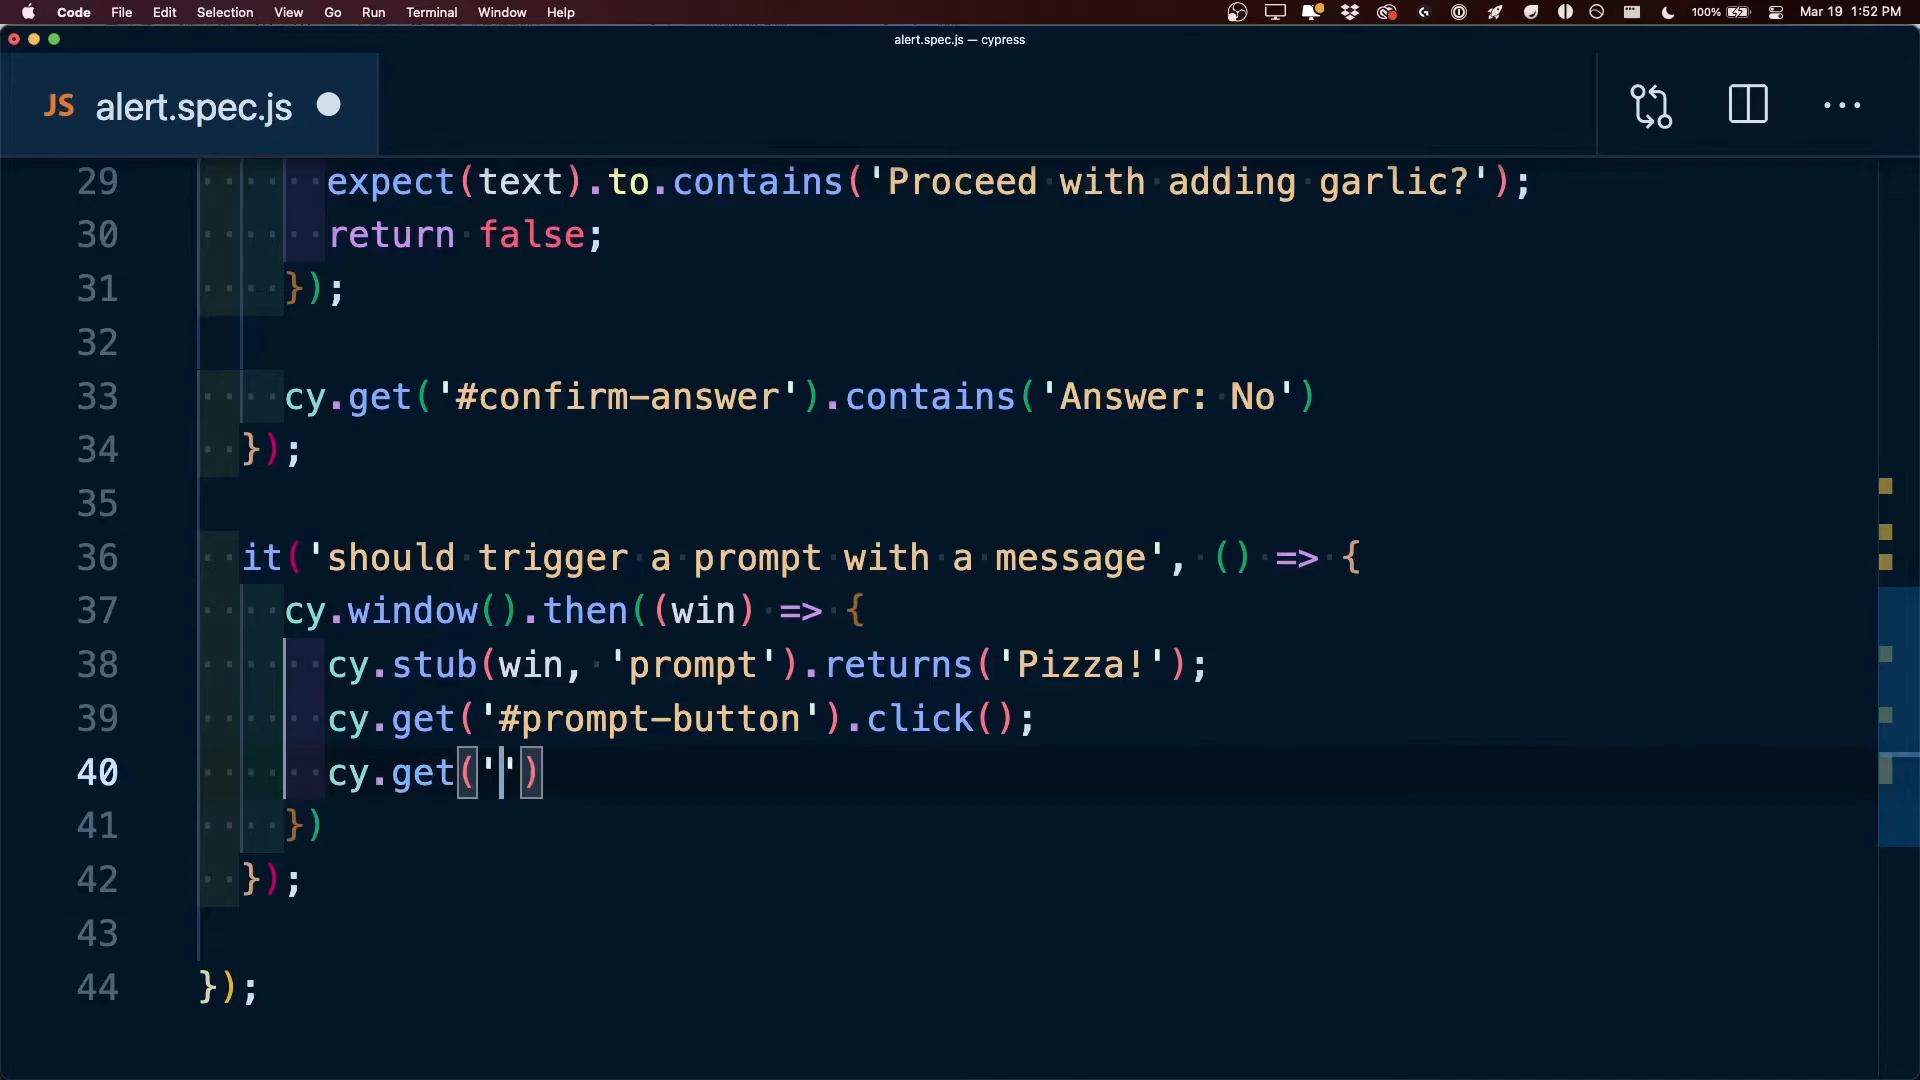 Code File Edit Selection View Go Run Terminal Window Help 100% Mar 19 1:52 PM
alert.spec.js — cypress
JS alert.spec.js
29 expect(text).to.contains('Proceed with adding garlic?');
30 return false;
31 });
32
33 cy.get('#confirm-answer').contains('Answer: No')
34 });
35
36 it('should trigger a prompt with a message', () => {
37 cy.window().then((win) => {
38 cy.stub(win, 'prompt').returns('Pizza!');
39 cy.get('#prompt-button').click();
40 cy.get('')
41 })
42 });
43
44 });